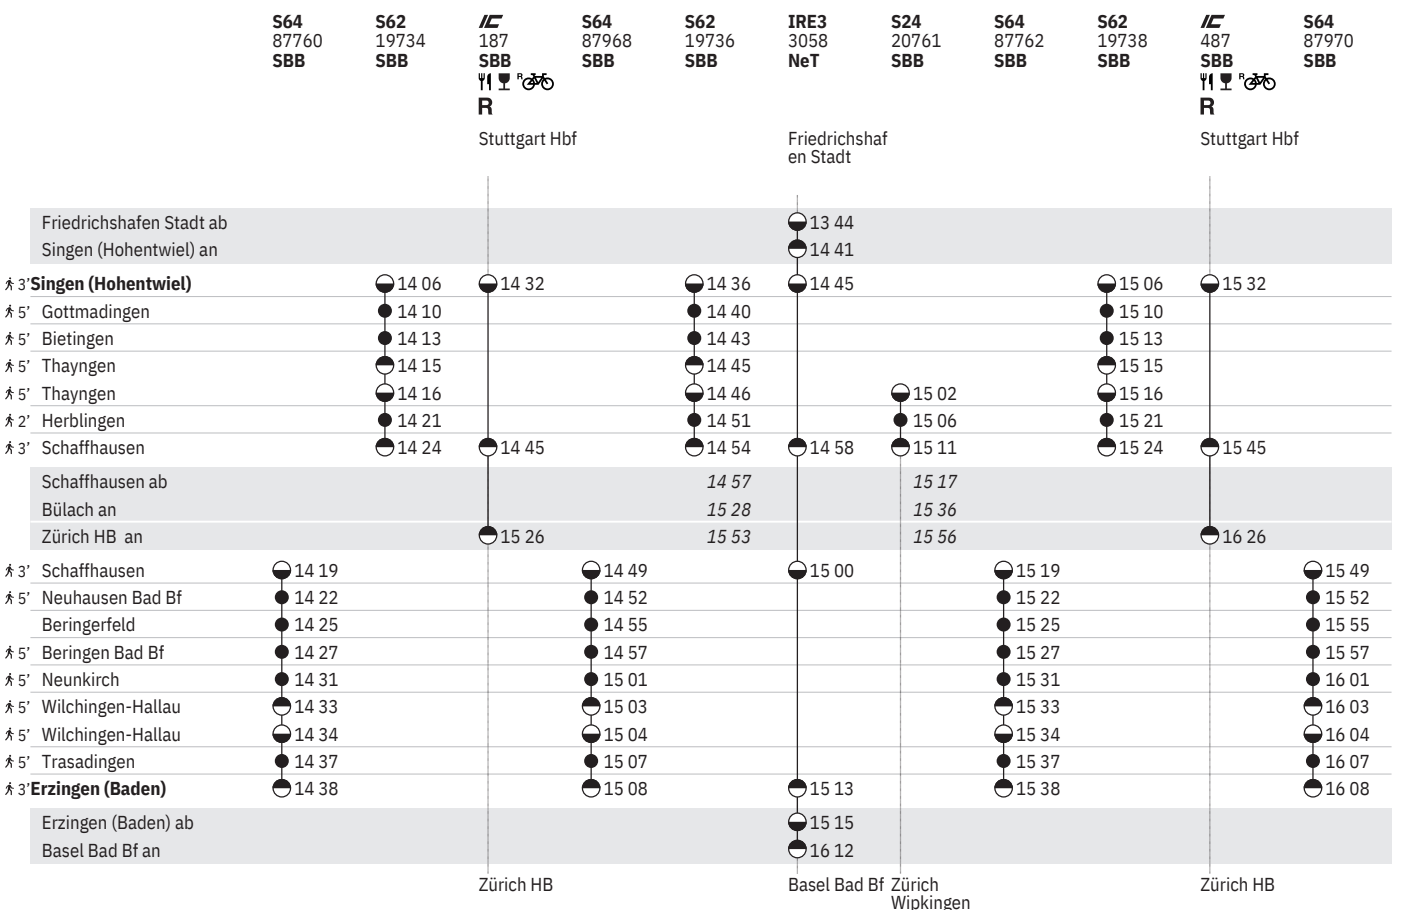 S64 S62 IC S64 S62 IRE3 S24 S64 S62 IC S64
87760 19734 187 87968 19736 3058 20761 87762 19738 487 87970
SBB SBB SBB SBB SBB NeT SBB SBB SBB SBB SBB
R R
R R
Stuttgart Hbf Friedrichshaf Stuttgart Hbf
en Stadt
Friedrichshafen Stadt ab 13 44
Singen (Hohentwiel) an 14 41
3' Singen (Hohentwiel) 14 06 14 32 14 36 14 45 15 06 15 32
5' Gottmadingen 14 10 14 40 15 10
5' Bietingen 14 13 14 43 15 13
5' Thayngen 14 15 14 45 15 15
5' Thayngen 14 16 14 46 15 02 15 16
2' Herblingen 14 21 14 51 15 06 15 21
3' Schaffhausen 14 24 14 45 14 54 14 58 15 11 15 24 15 45
Schaffhausen ab 14 57 15 17
Bülach an 15 28 15 36
Zürich HB an 15 26 15 53 15 56 16 26
3' Schaffhausen 14 19 14 49 15 00 15 19 15 49
5' Neuhausen Bad Bf 14 22 14 52 15 22 15 52
Beringerfeld 14 25 14 55 15 25 15 55
5' Beringen Bad Bf 14 27 14 57 15 27 15 57
5' Neunkirch 14 31 15 01 15 31 16 01
5' Wilchingen-Hallau 14 33 15 03 15 33 16 03
5' Wilchingen-Hallau 14 34 15 04 15 34 16 04
5' Trasadingen 14 37 15 07 15 37 16 07
3' Erzingen (Baden) 14 38 15 08 15 13 15 38 16 08
Erzingen (Baden) ab 15 15
Basel Bad Bf an 16 12
Zürich HB Basel Bad Bf Zürich Zürich HB
Wipkingen